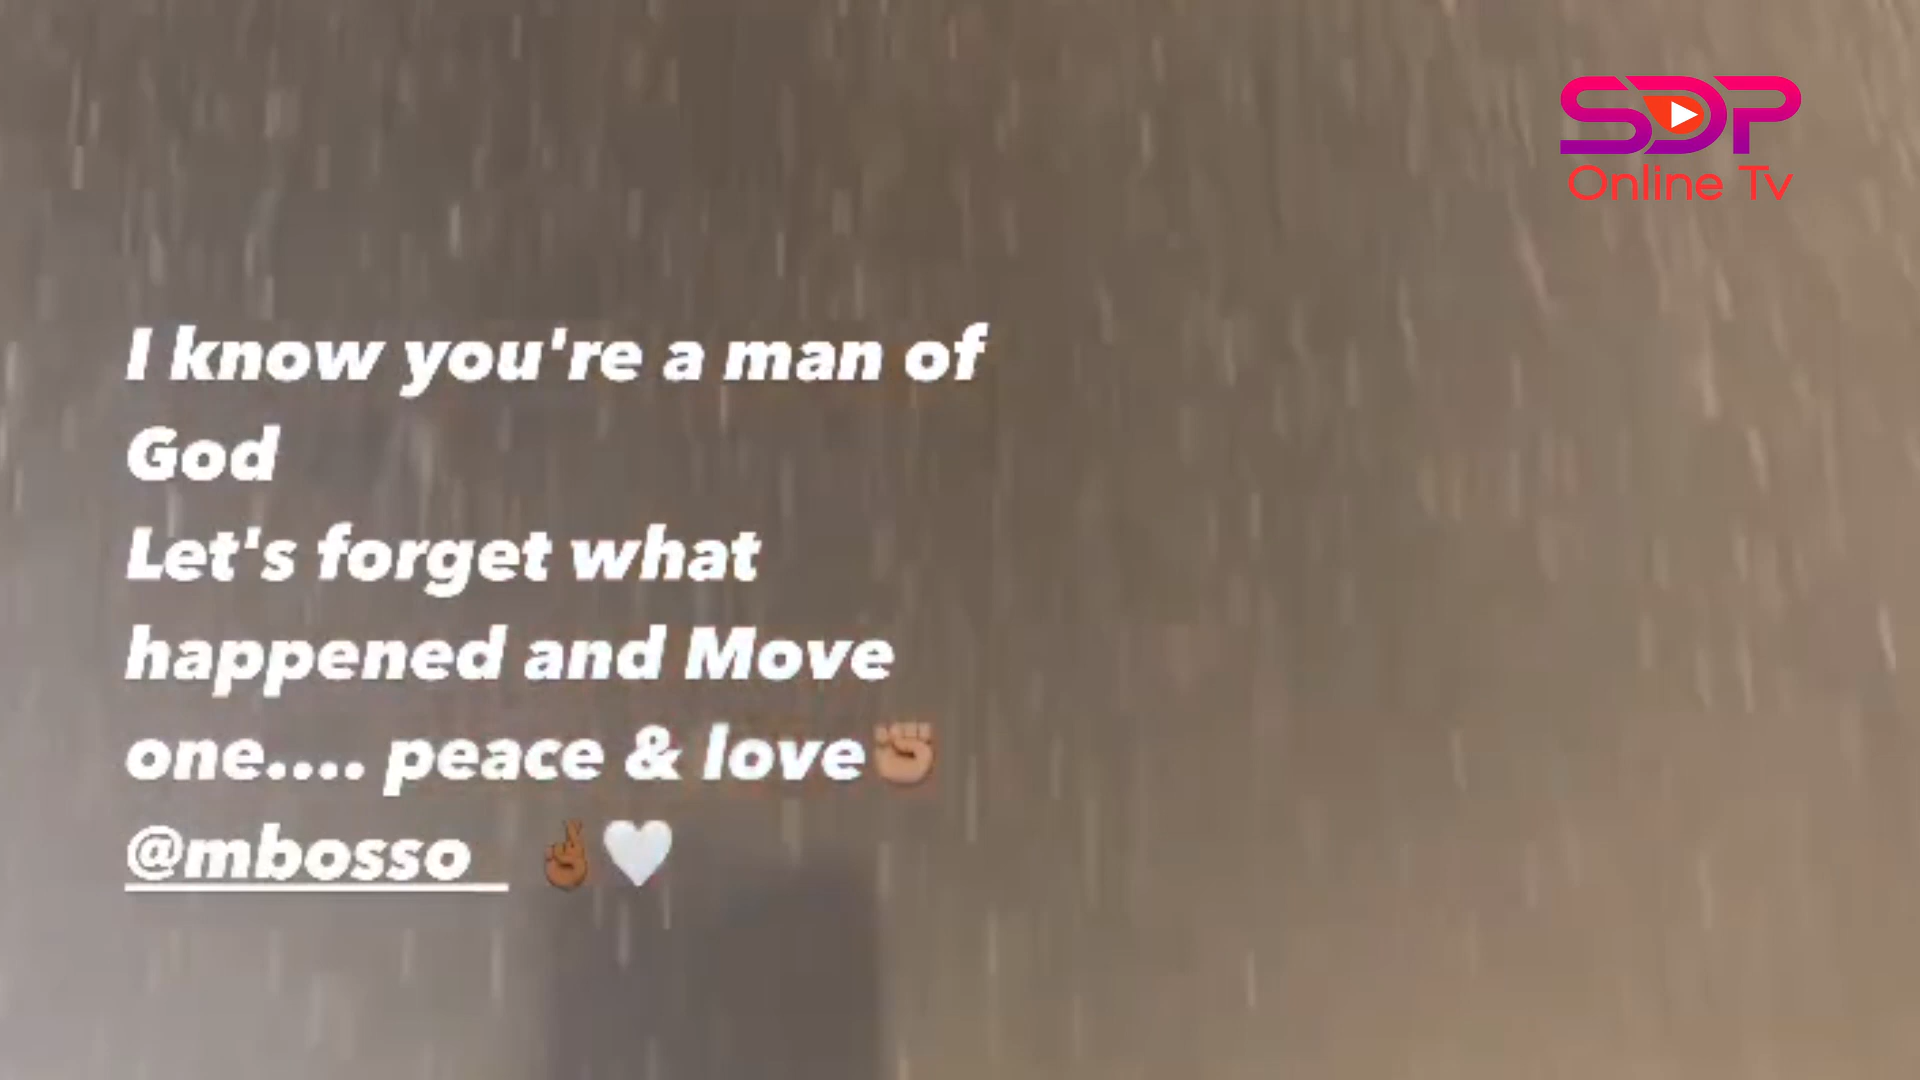 SDP
Online Tv
I know you're a man of
God
Let's forget what
happened and Move
one.... peace & love✊🏽
@mbosso_ 🤞🏾🤍